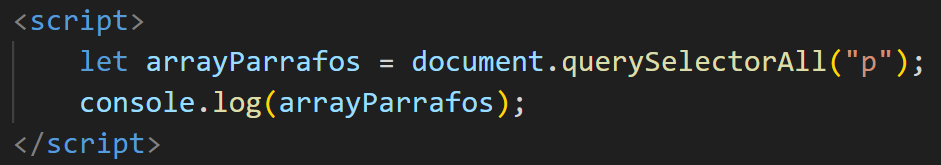 <script>
let arrayParrafos = document.querySelectorAll("p");
console.log(arrayParrafos);
</script>